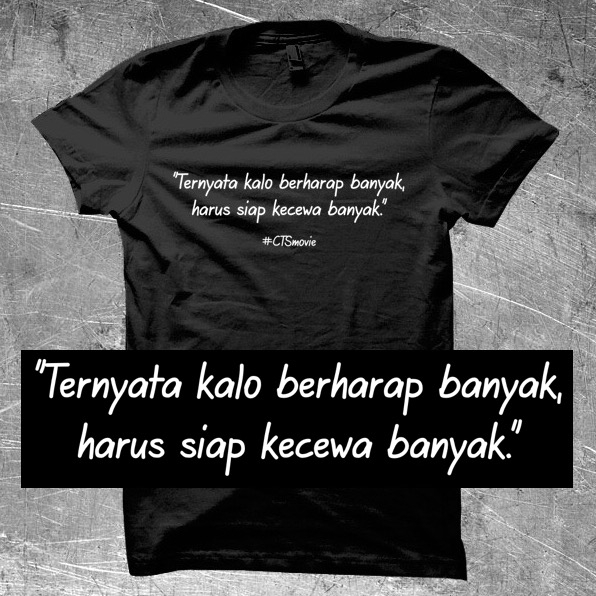 "Ternyata kalo berharap banyak,
harus siap kecewa banyak."
#CTSmovie
"Ternyata kalo berharap banyak,
harus siap kecewa banyak."